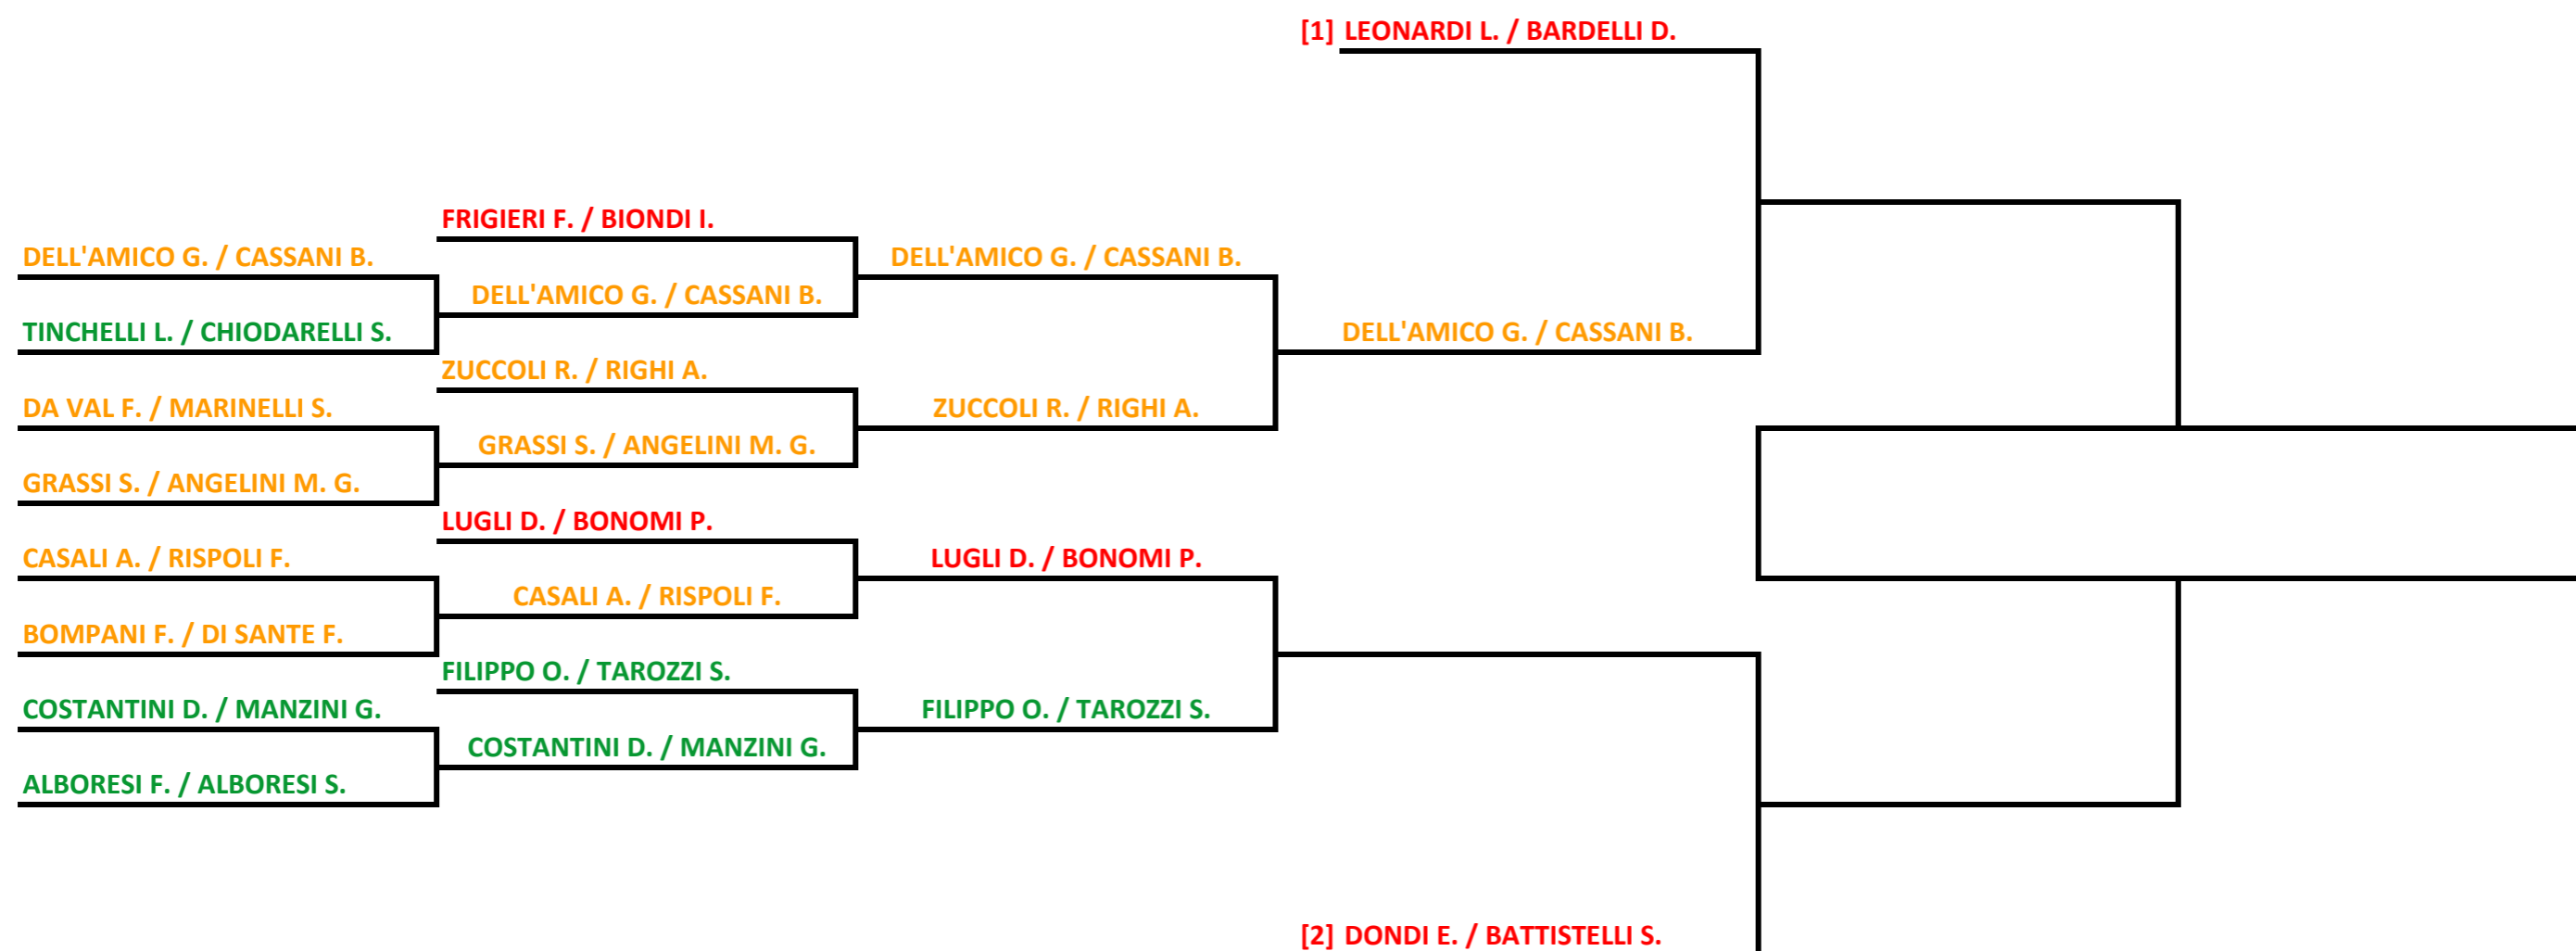 [1] LEONARDI L. / BARDELLI D.
FRIGIERI F. / BIONDI I.
DELL'AMICO G. / CASSANI B.
DELL'AMICO G. / CASSANI B.
DELL'AMICO G. / CASSANI B.
TINCHELLI L. / CHIODARELLI S.
DELL'AMICO G. / CASSANI B.
ZUCCOLI R. / RIGHI A.
DA VAL F. / MARINELLI S.
ZUCCOLI R. / RIGHI A.
GRASSI S. / ANGELINI M. G.
GRASSI S. / ANGELINI M. G.
LUGLI D. / BONOMI P.
CASALI A. / RISPOLI F.
LUGLI D. / BONOMI P.
CASALI A. / RISPOLI F.
BOMPANI F. / DI SANTE F.
FILIPPO O. / TAROZZI S.
COSTANTINI D. / MANZINI G.
FILIPPO O. / TAROZZI S.
COSTANTINI D. / MANZINI G.
ALBORESI F. / ALBORESI S.
[2] DONDI E. / BATTISTELLI S.